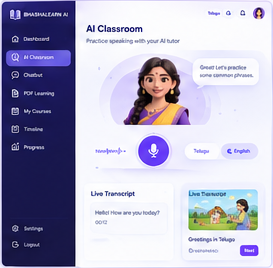 BHASHALEARN AI
Telugu
Dashboard
AI Classroom
Chatbot
PDF Learning
My Courses
Timeline
Progress
Settings
Logout
AI Classroom
Practice speaking with your AI tutor
Great! Let's practice
some common phrases.
Telugu
English
Live Transcript
Hello! How are you today?
00:12
Live Transcript
Greetings in Telugu